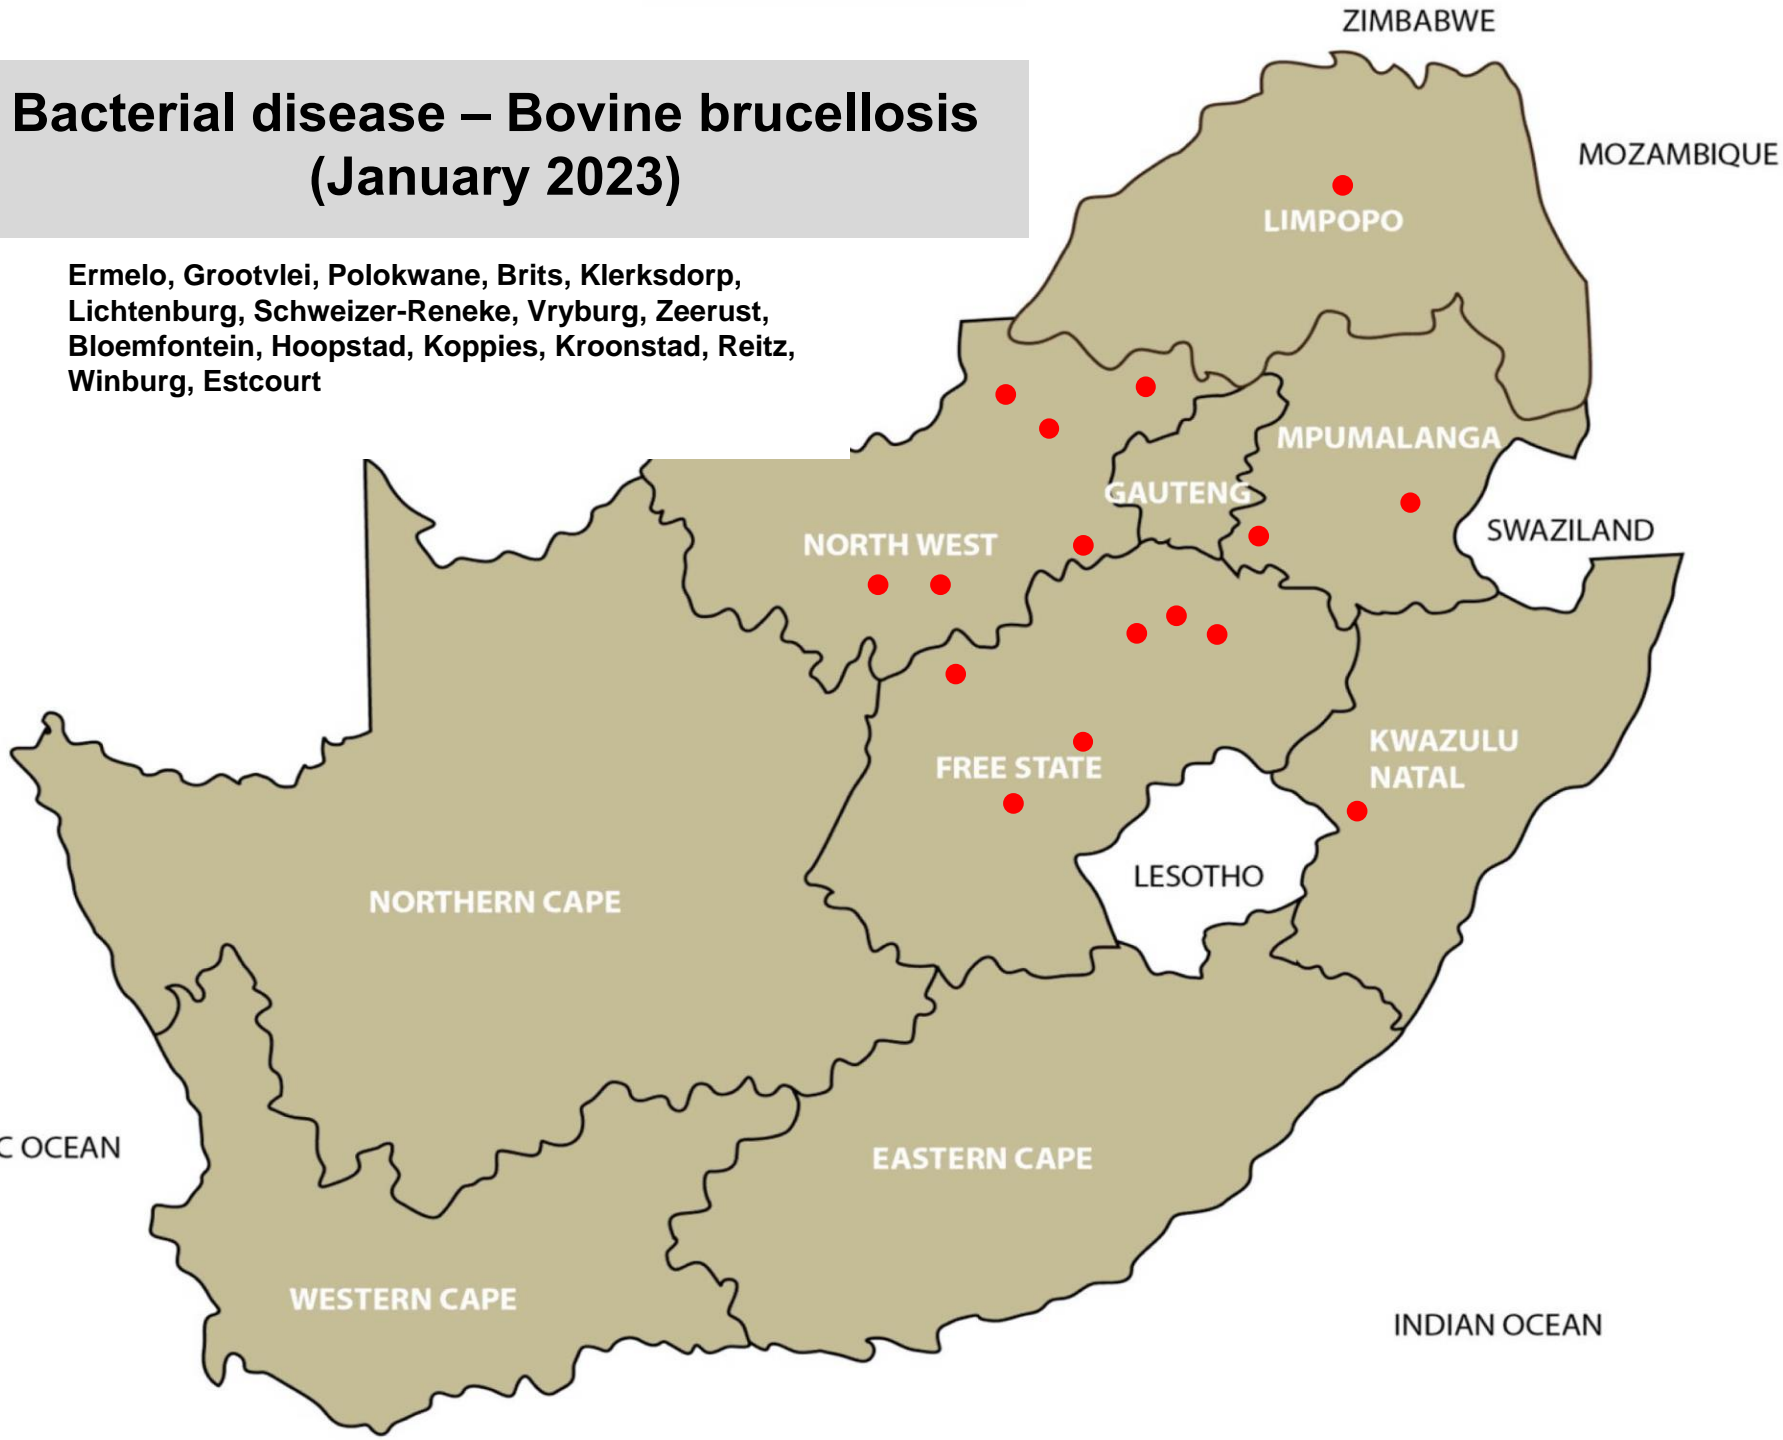 ZIMBABWE
Bacterial disease – Bovine brucellosis
(January 2023)
MOZAMBIQUE
LIMPOPO
Ermelo, Grootvlei, Polokwane, Brits, Klerksdorp,
Lichtenburg, Schweizer-Reneke, Vryburg, Zeerust,
Bloemfontein, Hoopstad, Koppies, Kroonstad, Reitz,
Winburg, Estcourt
MPUMALANGA
GAUTENG
SWAZILAND
NORTH WEST
KWAZULU
NATAL
FREE STATE
LESOTHO
NORTHERN CAPE
C OCEAN
EASTERN CAPE
WESTERN CAPE
INDIAN OCEAN